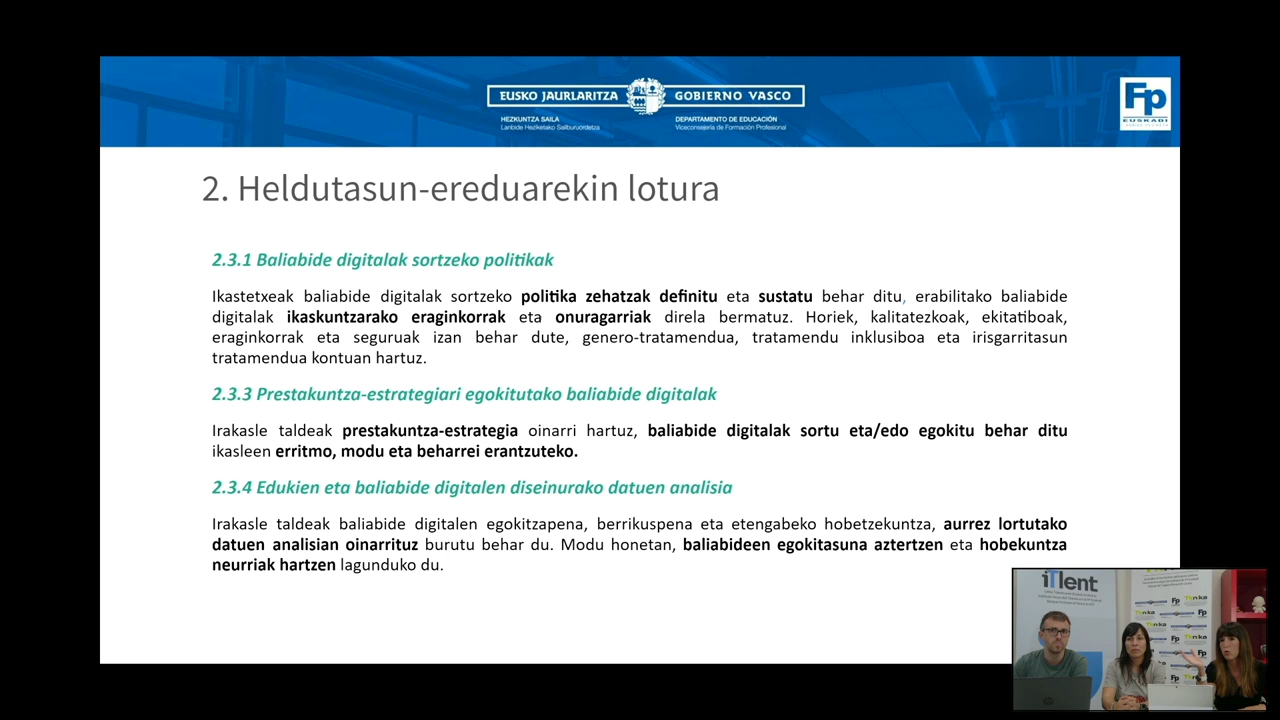 EUSKO JAURLARITZA GOBIERNO VASCO
HEZKUNTZA SAILA
Lanbide Heziketako Sailburuordetza
DEPARTAMENTO DE EDUCACIÓN
Viceconsejería de Formación Profesional
Fp
EUSKADI
2. Heldutasun-ereduarekin lotura
2.3.1 Baliabide digitalak sortzeko politikak
Ikastetxeak baliabide digitalak sortzeko politika zehatzak definitu eta sustatu behar ditu, erabilitako baliabide
digitalak ikaskuntzarako eraginkorrak eta onuragarriak direla bermatuz. Horiek, kalitatezkoak, ekitatiboak,
eraginkorrak eta seguruak izan behar dute, genero-tratamendua, tratamendu inklusiboa eta irisgarritasun
tratamendua kontuan hartuz.
2.3.3 Prestakuntza-estrategiari egokitutako baliabide digitalak
Irakasle taldeak prestakuntza-estrategia oinarri hartuz, baliabide digitalak sortu eta/edo egokitu behar ditu
ikasleen erritmo, modu eta beharrei erantzuteko.
2.3.4 Edukien eta baliabide digitalen diseinurako datuen analisia
Irakasle taldeak baliabide digitalen egokitzapena, berrikuspena eta etengabeko hobetzekuntza, aurrez lortutako
datuen analisian oinarrituz burutu behar du. Modu honetan, baliabideen egokitasuna aztertzen eta hobekuntza
neurriak hartzen lagunduko du.
iTlent
Tknika
Fp